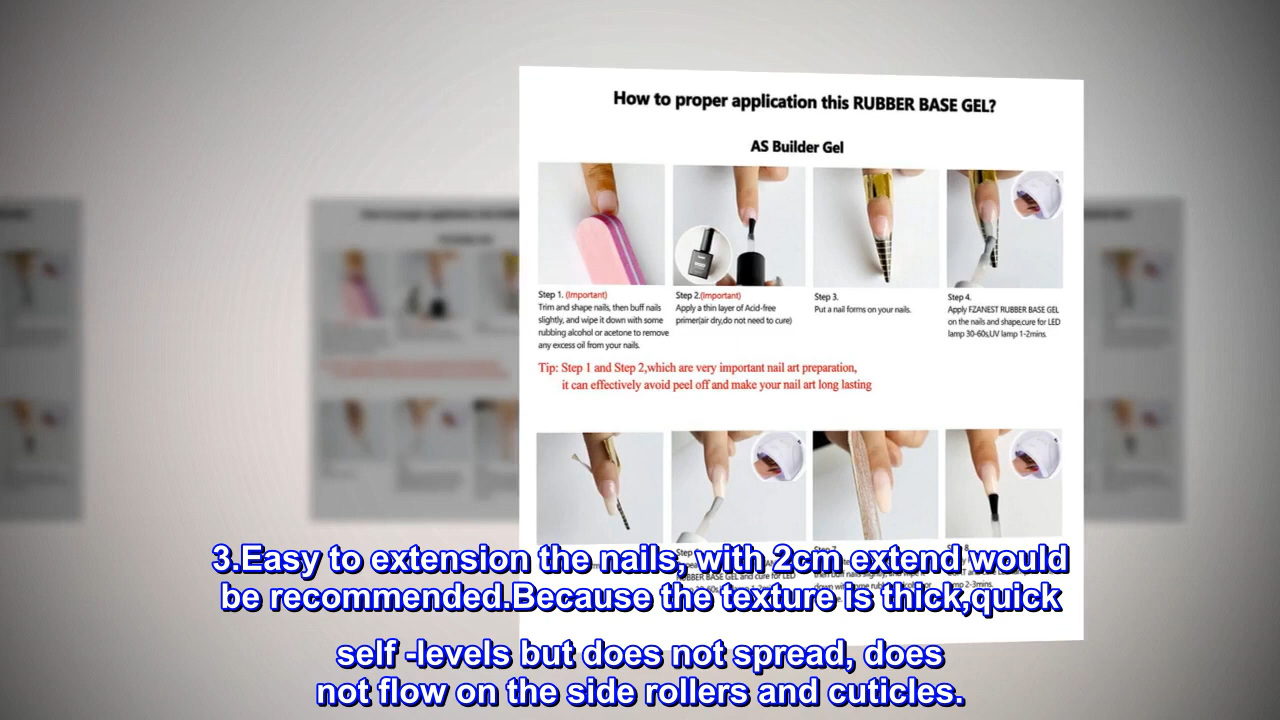 How to proper application this RUBBER BASE GEL?
AS Builder Gel
Step 1. (Important)
Trim and shape nails, then buff nails
slightly, and wipe it down with some
rubbing alcohol or acetone to remove
any excess oil from your nails.
Step 2.(Important)
Apply a thin layer of Acid-free
primer(air dry,do not need to cure)
Step 3.
Put a nail forms on your nails.
Step 4.
Apply FZANEST RUBBER BASE GEL
on the nails and shape,cure for LED
lamp 30-60s,UV lamp 1-2mins.
Tip: Step 1 and Step 2,which are very important nail art preparation,
it can effectively avoid peel off and make your nail art long lasting
3.Easy to extension the nails, with 2cm extend would
be recommended.Because the texture is thick,quick
self -levels but does not spread, does
not flow on the side rollers and cuticles.
RUBBER BASE GEL and cure for LED